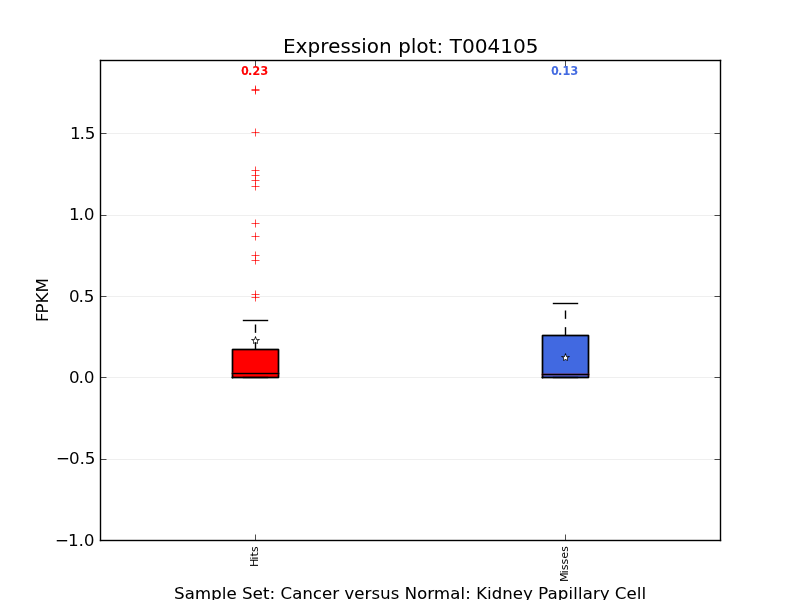 Expression plot: T004105
0.23
0.13
1.5
1.0
0.5
0.0
−0.5
−1.0
FPKM
Hits
Misses
Sample Set: Cancer versus Normal: Kidney Papillary Cell